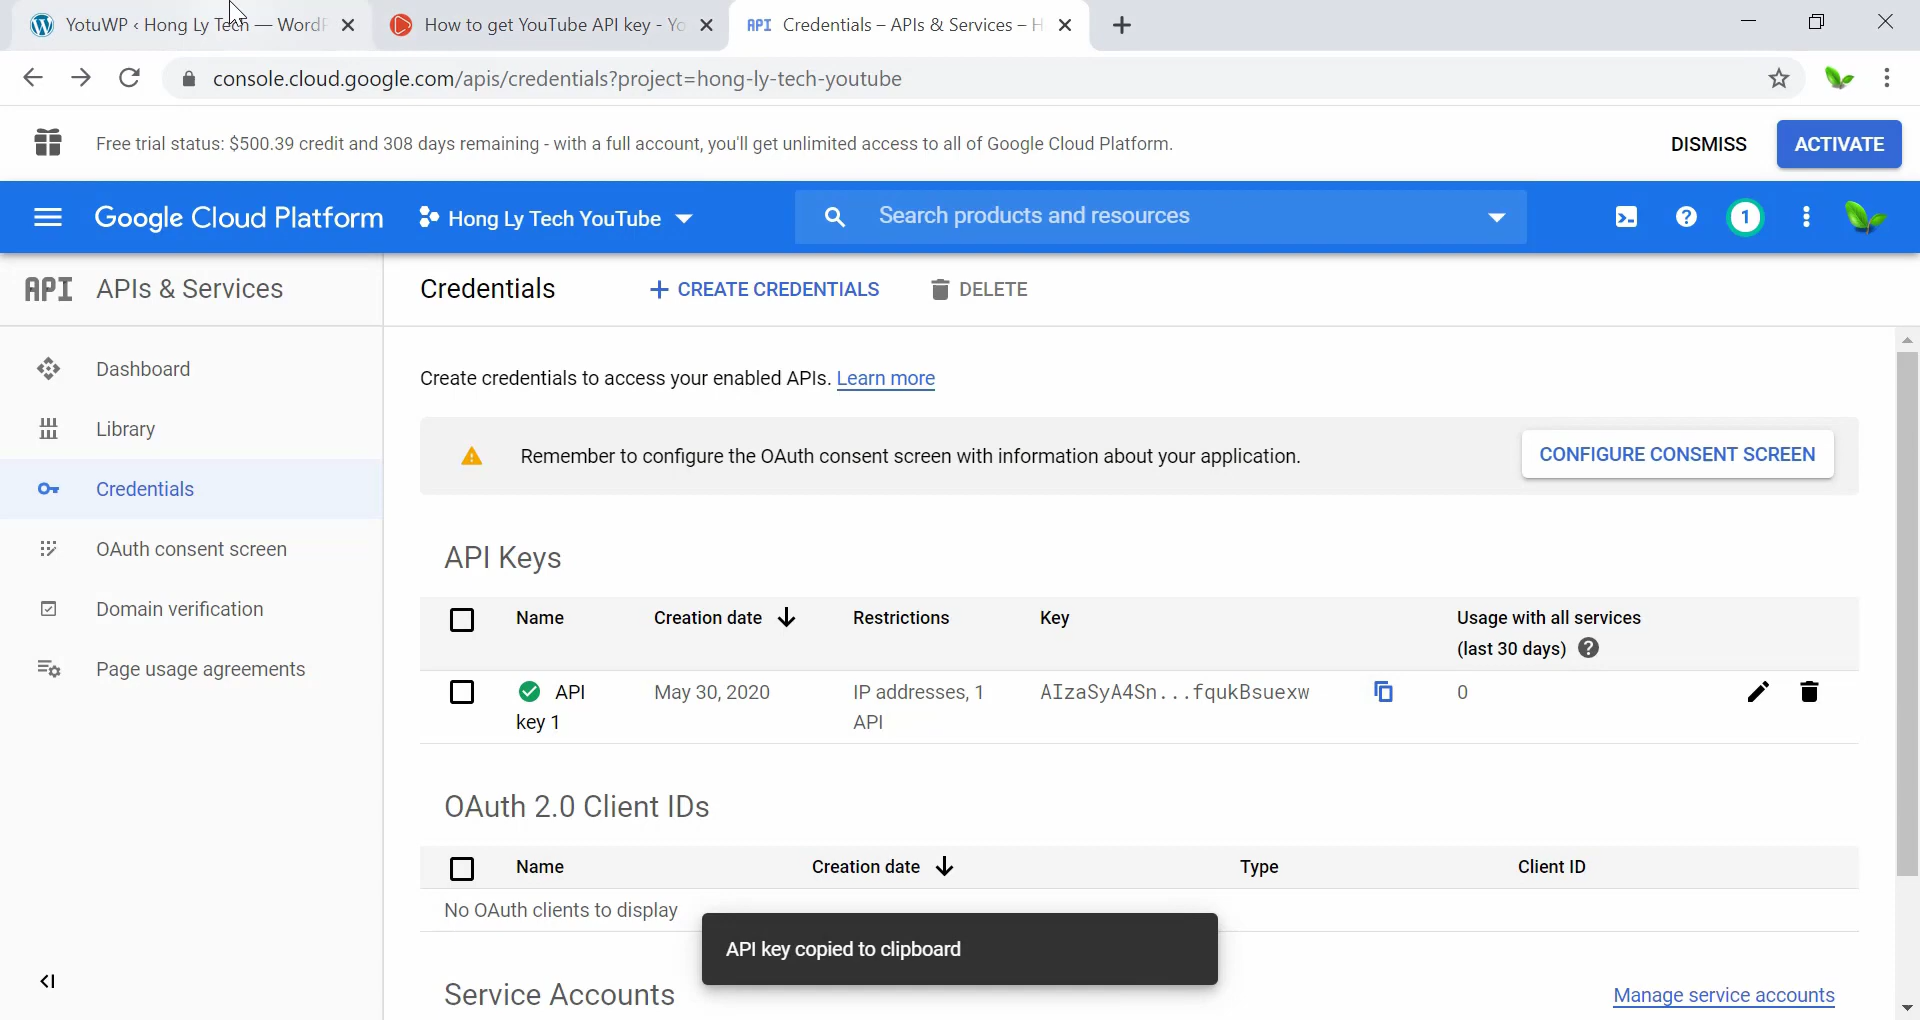 YotuWP ‹ Hong Ly Tech — WordP
How to get YouTube API key - Yo
API Credentials – APIs & Services – H
console.cloud.google.com/apis/credentials?project=hong-ly-tech-youtube
Free trial status: $500.39 credit and 308 days remaining - with a full account, you'll get unlimited access to all of Google Cloud Platform.
DISMISS
ACTIVATE
Google Cloud Platform
Hong Ly Tech YouTube
Search products and resources
1
API APIs & Services
Credentials
CREATE CREDENTIALS
DELETE
Dashboard
Library
Credentials
OAuth consent screen
Domain verification
Page usage agreements
Create credentials to access your enabled APIs. Learn more
Remember to configure the OAuth consent screen with information about your application.
CONFIGURE CONSENT SCREEN
API Keys
Name Creation date Restrictions Key Usage with all services
(last 30 days)
API May 30, 2020 IP addresses, 1 AIzaSyA4Sn...fqukBsuexw 0
key 1 API
OAuth 2.0 Client IDs
Name Creation date Type Client ID
No OAuth clients to display
API key copied to clipboard
Service Accounts
Manage service accounts